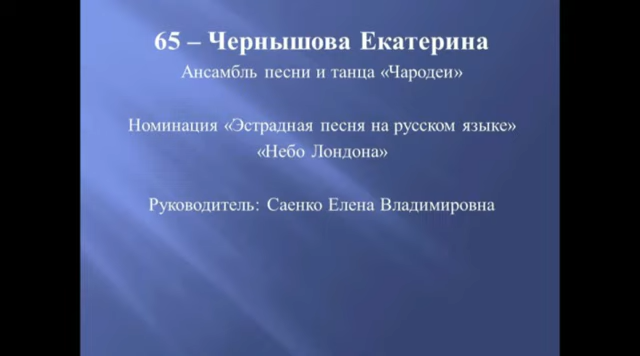 65 – Чернышова Екатерина
Ансамбль песни и танца «Чародеи»
Номинация «Эстрадная песня на русском языке»
«Небо Лондона»
Руководитель: Саенко Елена Владимировна